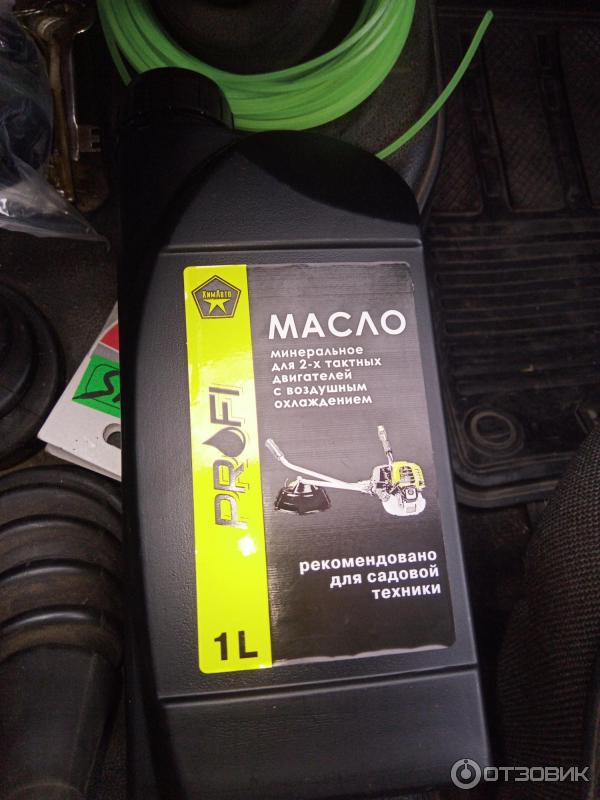 ХимАвто
МАСЛО
минеральное
для 2-х тактных
двигателей
с воздушным
охлаждением
PROFI
рекомендовано
для садовой
техники
1L
ОТЗОВИК